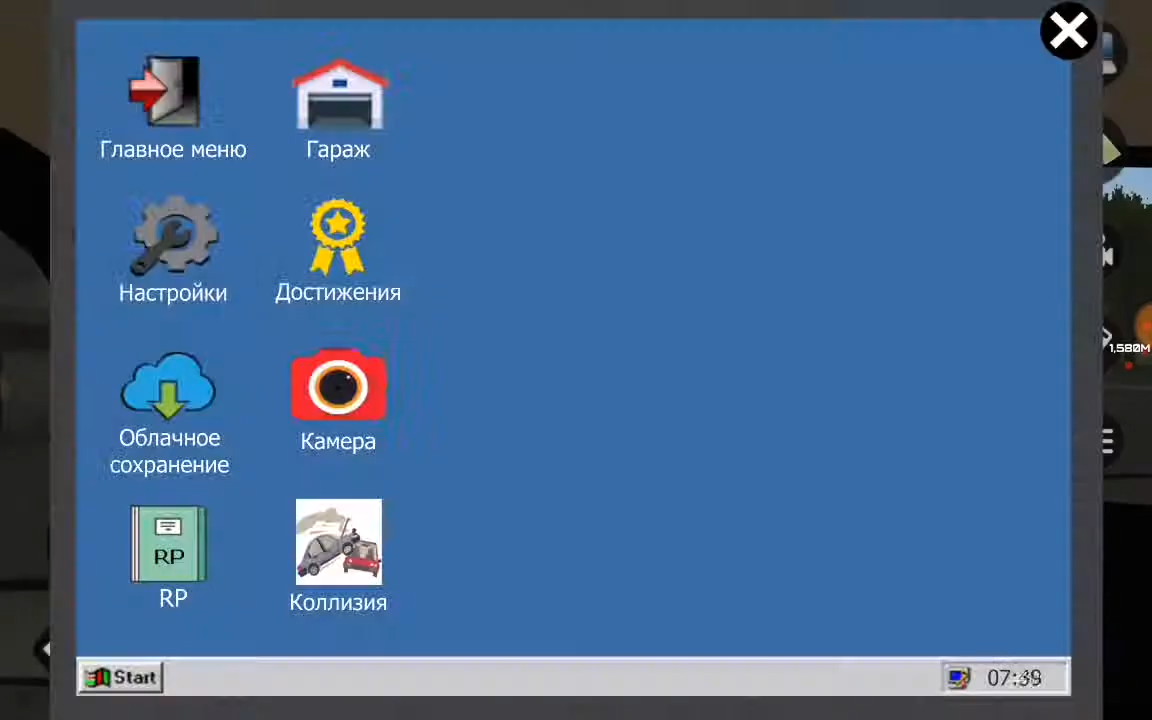 Главное меню
Гараж
Настройки
Достижения
Облачное
сохранение
Камера
RP
RP
Коллизия
1,580M
Start
07:39